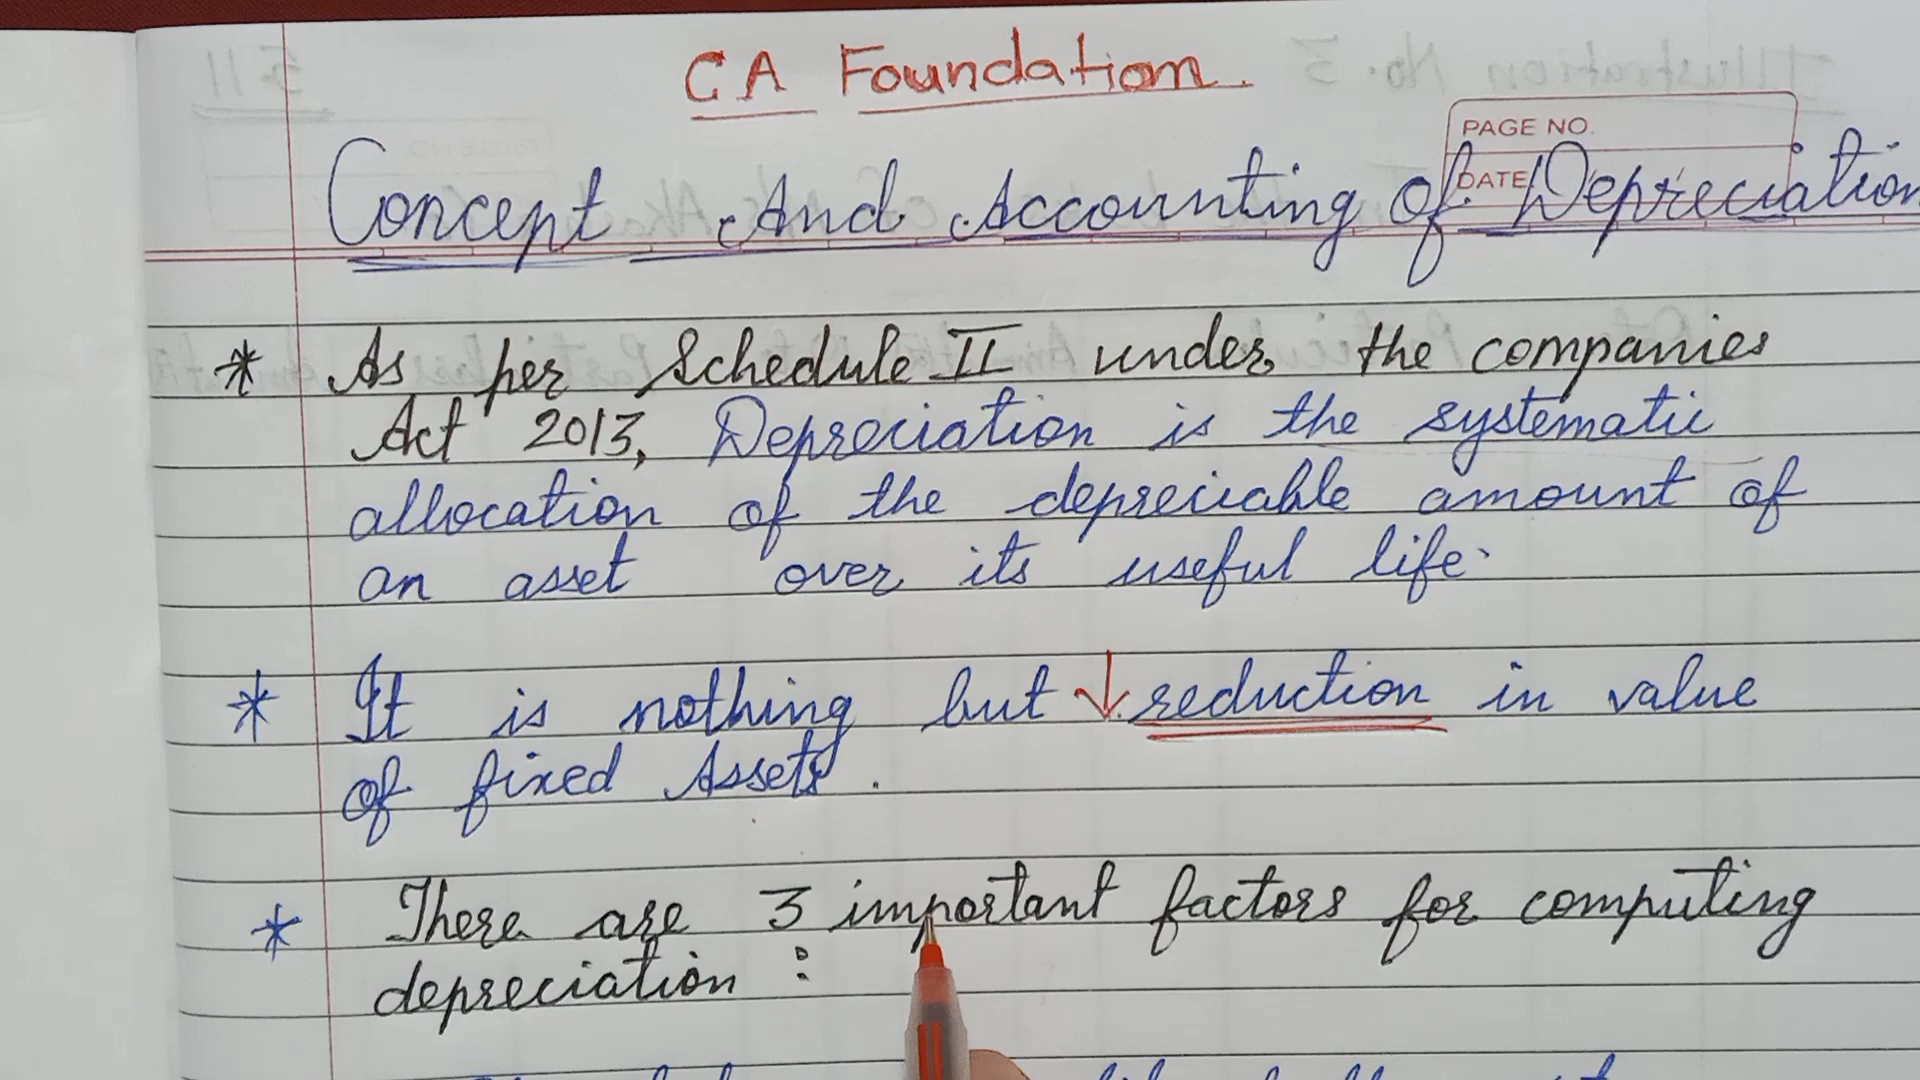 CA Foundation.
PAGE NO.
DATE
Concept And Accounting of Depreciation
* As per Schedule II under the companies
Act 2013, Depreciation is the systematic
allocation of the depreciable amount of
an asset over its useful life.
* It is nothing but ↓ reduction in value
of fixed Assets.
* There are 3 important factors for computing
depreciation :